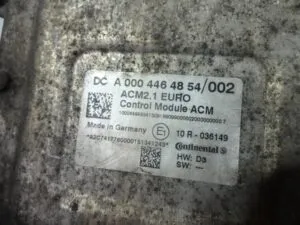 DC A 000 446 48 54/002
ACM2.1 EURO
Control Module ACM
Made in Germany E1 10 R - 036149
Continental
HW: D3
SW: --